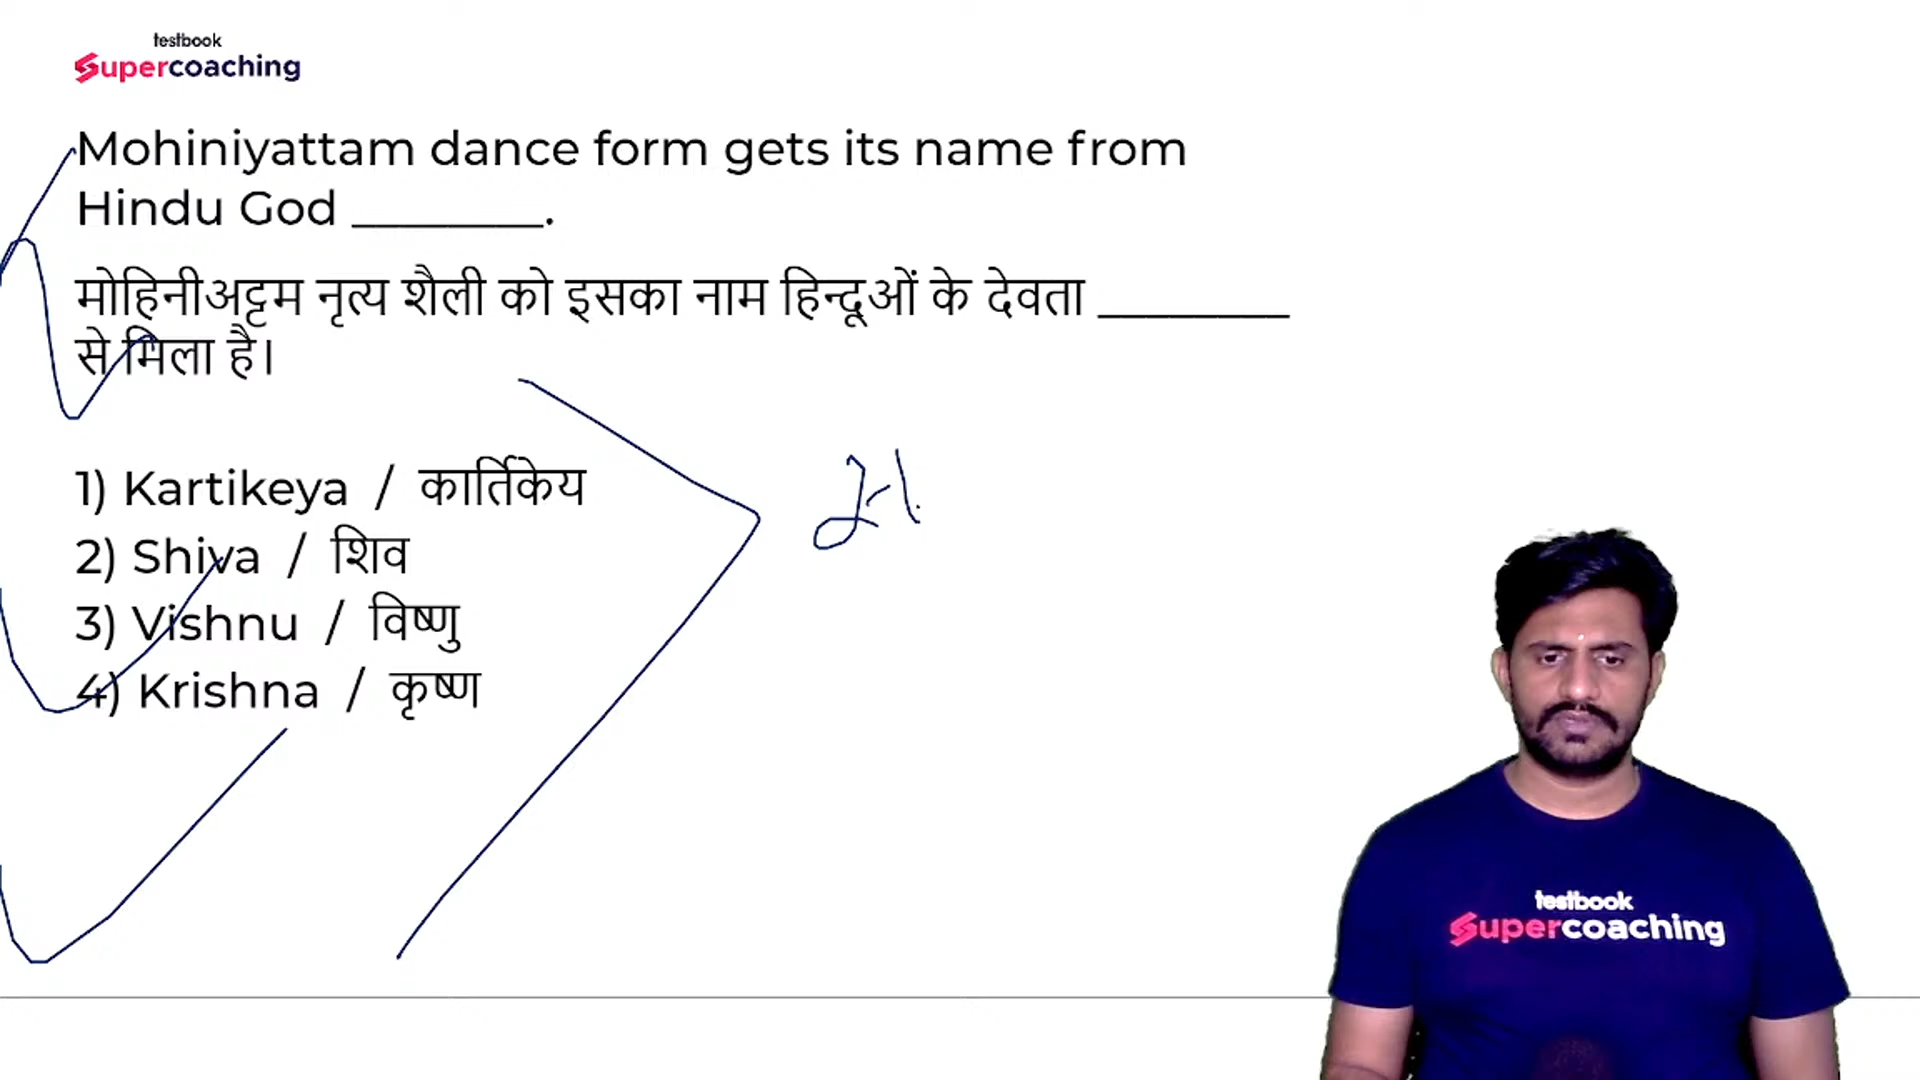 testbook
Supercoaching
Mohiniyattam dance form gets its name from
Hindu God ________.
मोहिनीअट्टम नृत्य शैली को इसका नाम हिन्दूओं के देवता ________
से मिला है।
1) Kartikeya / कार्तिकेय
2) Shiva / शिव
3) Vishnu / विष्णु
4) Krishna / कृष्ण
testbook
Supercoaching